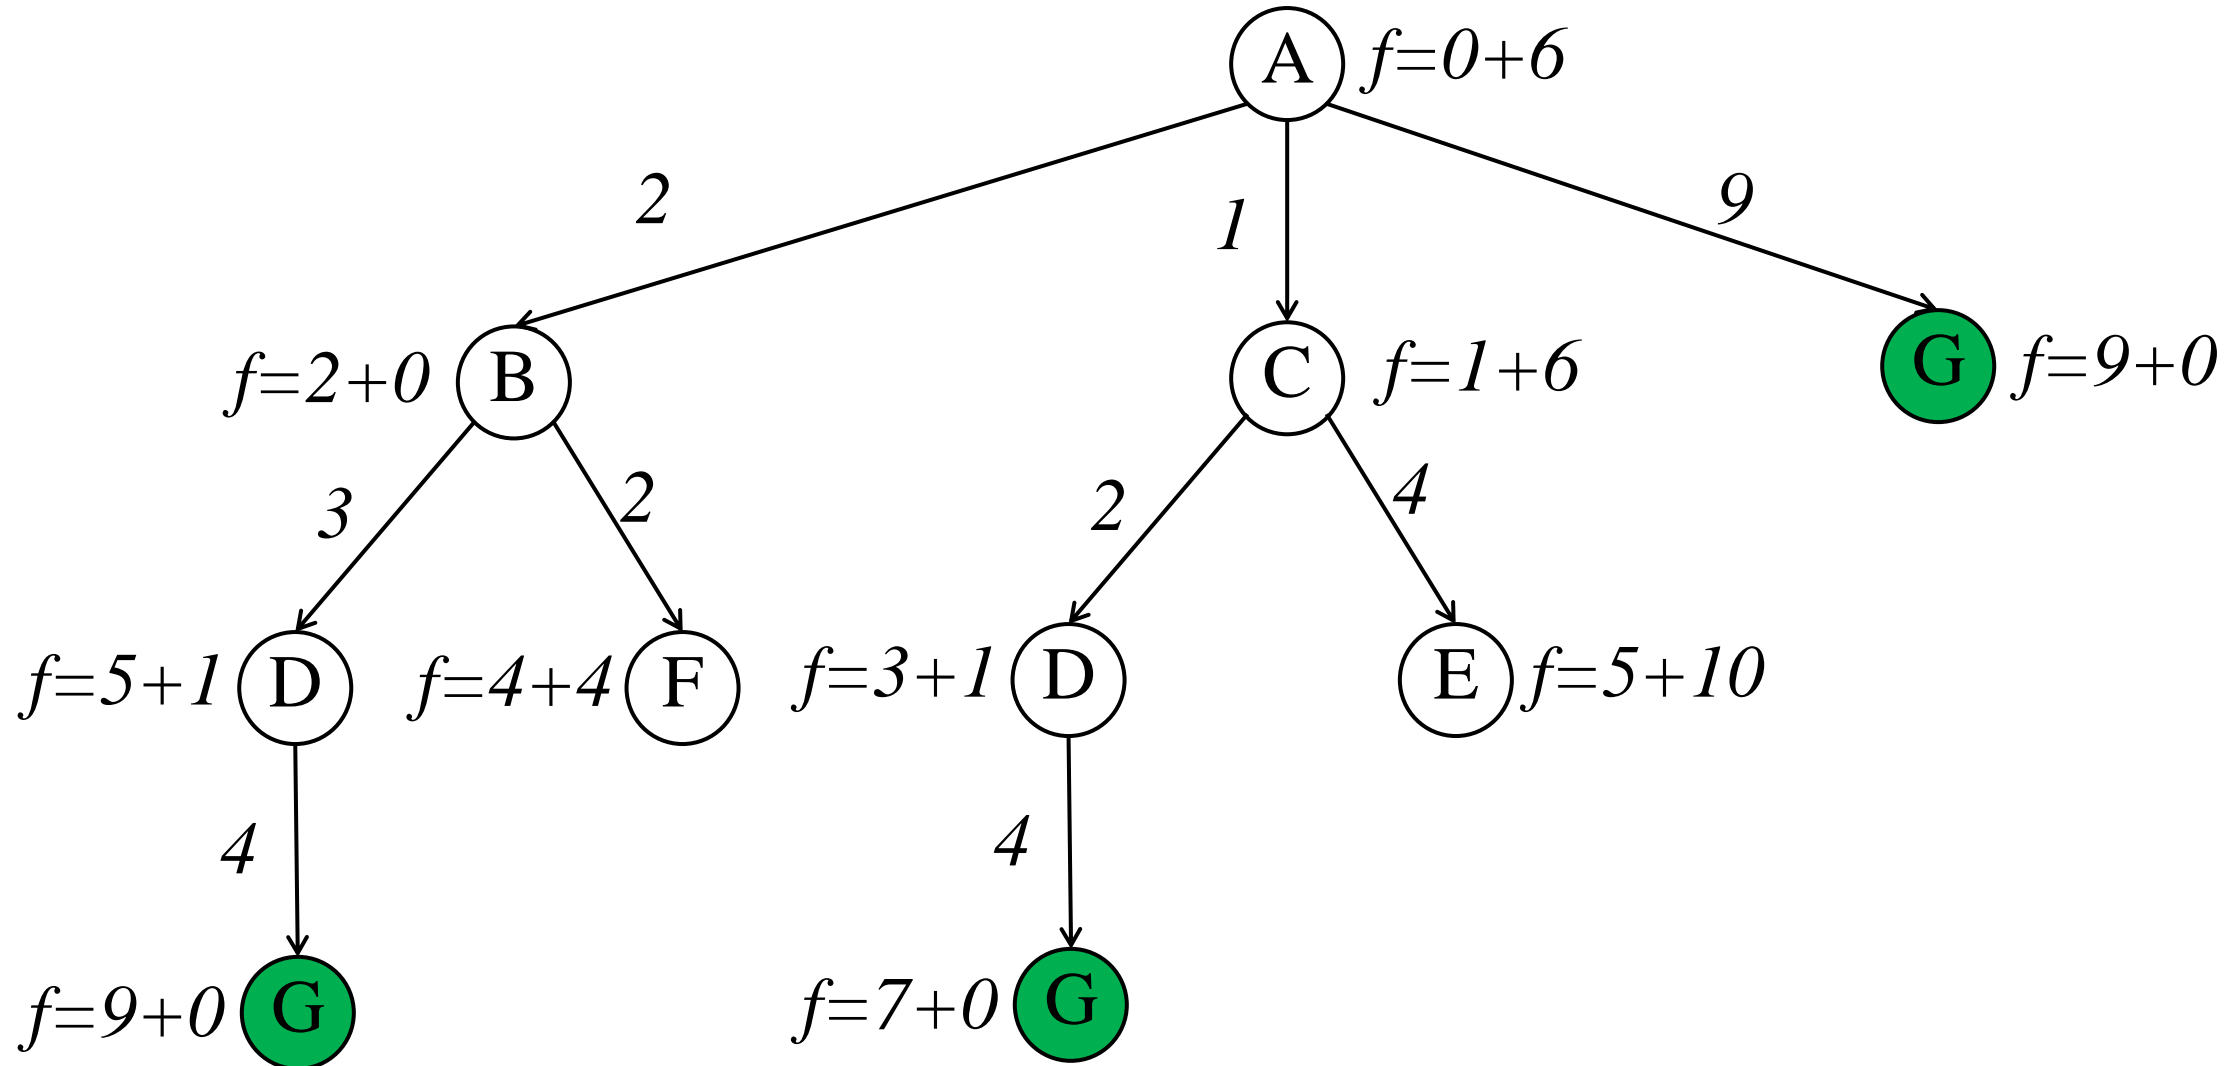 A f=0+6
2
1
9
f=2+0 B
C f=1+6
G f=9+0
3
2
2
4
f=5+1 D
f=4+4 F
f=3+1 D
E f=5+10
4
4
f=9+0 G
f=7+0 G